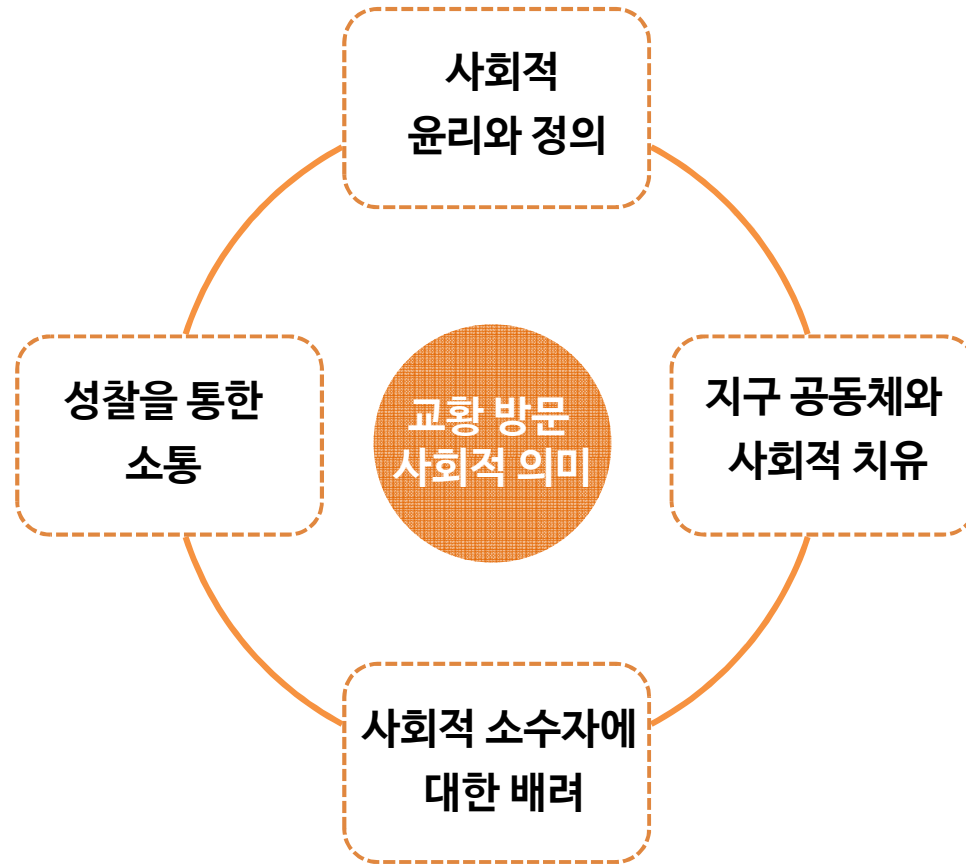 사회적
윤리와 정의
성찰을 통한
소통
교황 방문
사회적 의미
지구 공동체와
사회적 치유
사회적 소수자에
대한 배려